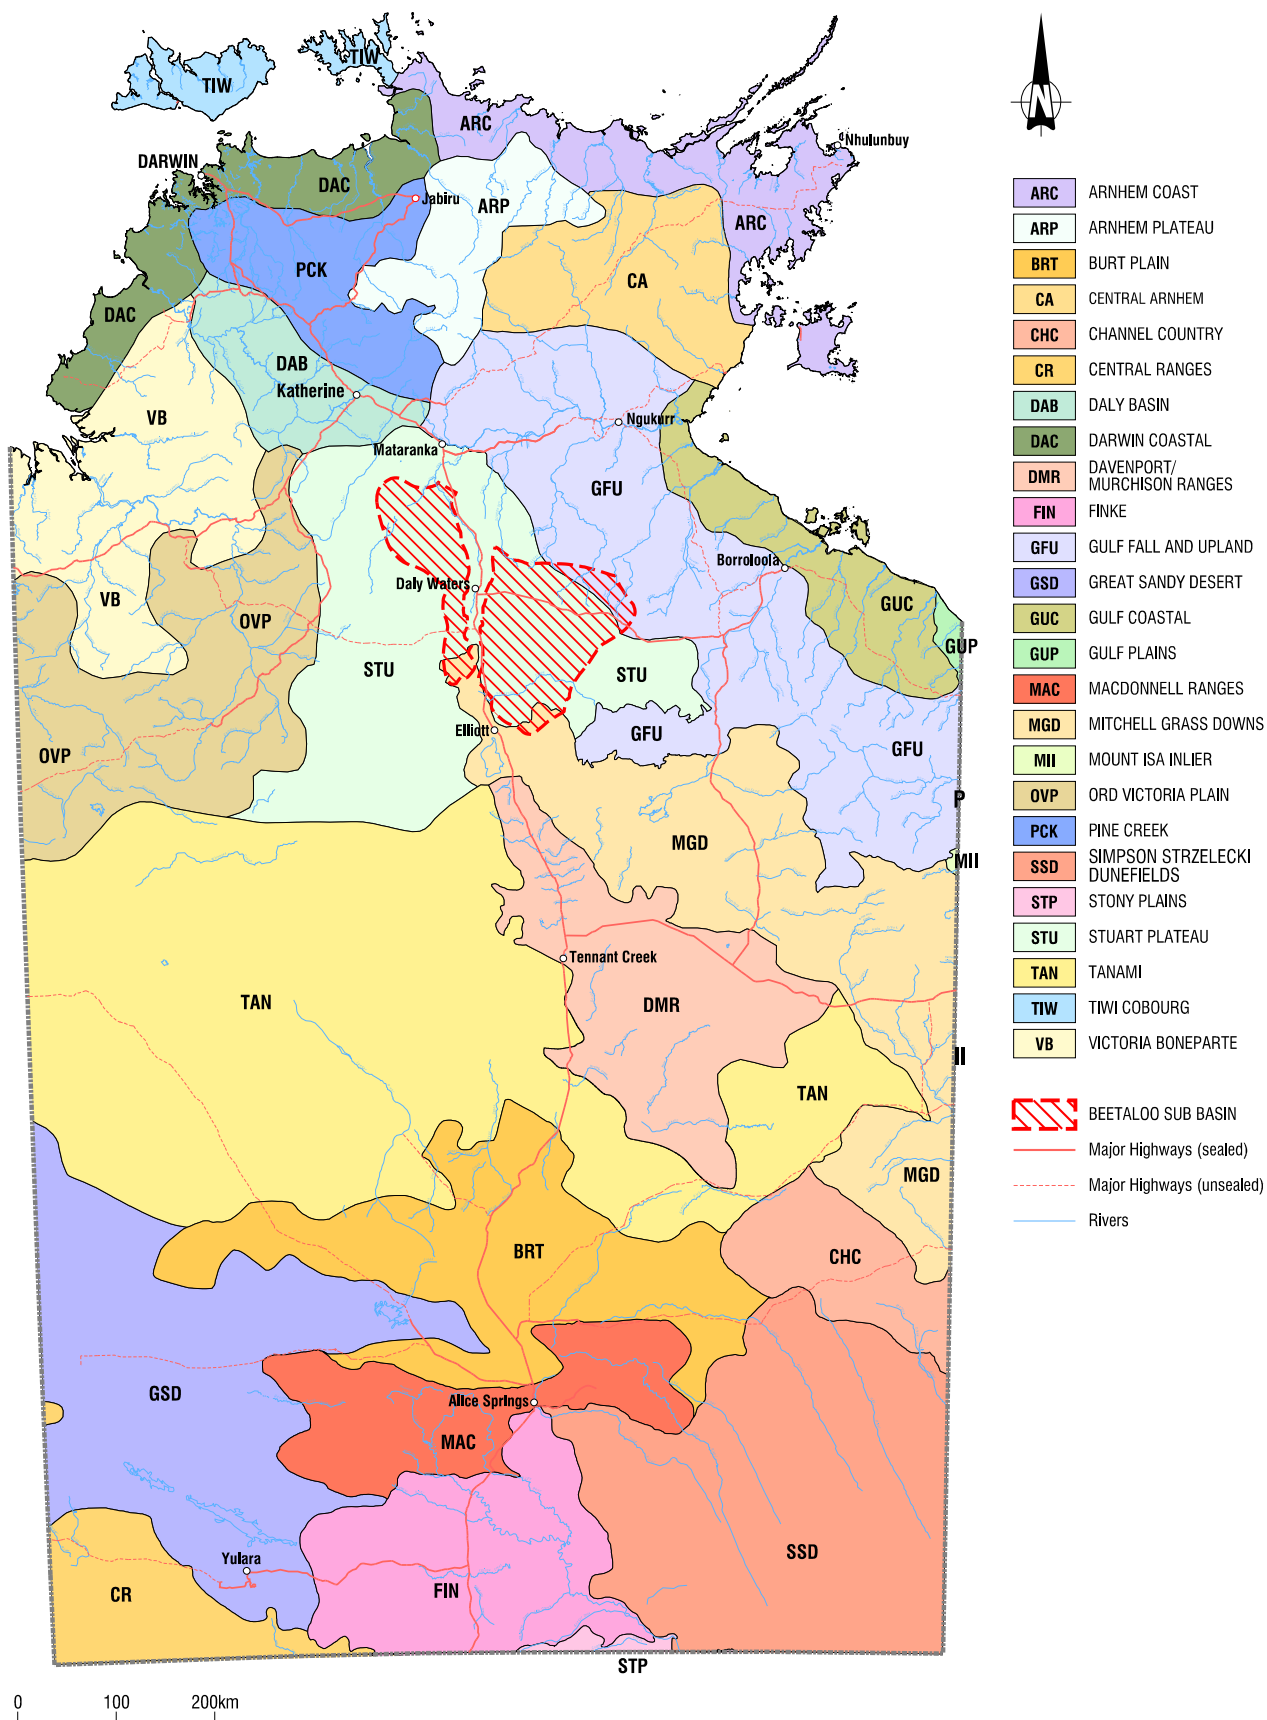 TIW
TIW
ARC
Nhulunbuy
DARWIN
DAC
Jabiru
ARP
ARC
PCK
CA
DAC
DAB
Katherine
VB
Ngukurr
Mataranka
GFU
Borroloola
Daly Waters
VB
OVP
GUC
GUP
STU
STU
Elliott
GFU
OVP
GFU
P
MGD
MII
Tennant Creek
TAN
DMR
II
TAN
MGD
BRT
CHC
GSD
Alice Springs
MAC
SSD
Yulara
CR
FIN
STP
0 100 200km
N
ARC ARNHEM COAST
ARP ARNHEM PLATEAU
BRT BURT PLAIN
CA CENTRAL ARNHEM
CHC CHANNEL COUNTRY
CR CENTRAL RANGES
DAB DALY BASIN
DAC DARWIN COASTAL
DMR DAVENPORT/
MURCHISON RANGES
FIN FINKE
GFU GULF FALL AND UPLAND
GSD GREAT SANDY DESERT
GUC GULF COASTAL
GUP GULF PLAINS
MAC MACDONNELL RANGES
MGD MITCHELL GRASS DOWNS
MII MOUNT ISA INLIER
OVP ORD VICTORIA PLAIN
PCK PINE CREEK
SSD SIMPSON STRZELECKI
DUNEFIELDS
STP STONY PLAINS
STU STUART PLATEAU
TAN TANAMI
TIW TIWI COBOURG
VB VICTORIA BONEPARTE
BEETALOO SUB BASIN
Major Highways (sealed)
Major Highways (unsealed)
Rivers